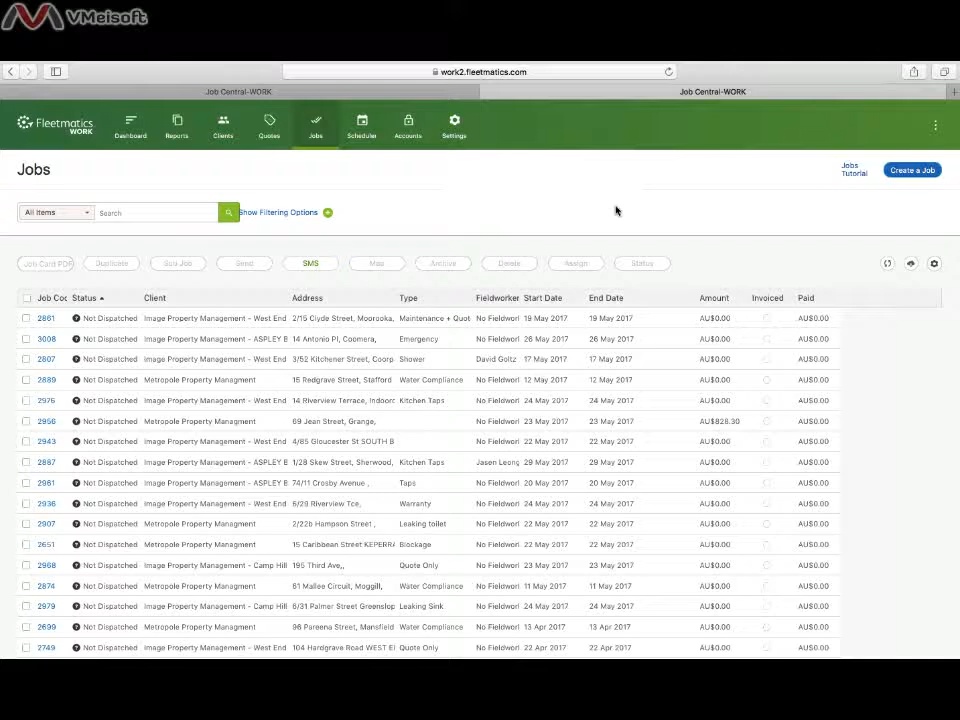 VMeisoft
work2.fleetmatics.com
Job Central-WORK Job Central-WORK
Fleetmatics WORK Dashboard Reports Clients Quotes Jobs Scheduler Accounts Settings
Jobs Jobs Tutorial Create a Job
All Items Search Show Filtering Options
Job Card PDF Duplicate Sub Job Send SMS Map Archive Delete Assign Status
Job Coc Status Client Address Type Fieldworker Start Date End Date Amount Invoiced Paid
2861 Not Dispatched Image Property Management - West End 2/15 Clyde Street, Moorooka, Maintenance + Quot No Fieldworl 19 May 2017 19 May 2017 AU$0.00 AU$0.00
3008 Not Dispatched Image Property Management - ASPLEY B 14 Antonio Pl, Coomera, Emergency No Fieldworl 26 May 2017 26 May 2017 AU$0.00 AU$0.00
2807 Not Dispatched Image Property Management - West End 3/52 Kitchener Street, Coorp David Goltz 17 May 2017 17 May 2017 AU$0.00 AU$0.00 Shower
2889 Not Dispatched Metropole Property Managment 15 Redgrave Street, Stafford Water Compliance No Fieldworl 12 May 2017 12 May 2017 AU$0.00 AU$0.00
2975 Not Dispatched Image Property Management - West End 14 Riverview Terrace, Indooro Kitchen Taps No Fieldworl 24 May 2017 24 May 2017 AU$0.00 AU$0.00
2956 Not Dispatched Metropole Property Managment 69 Jean Street, Grange, No Fieldworl 23 May 2017 23 May 2017 AU$828.30 AU$0.00
2943 Not Dispatched Image Property Management - West End 4/85 Gloucester St SOUTH B No Fieldworl 22 May 2017 22 May 2017 AU$0.00 AU$0.00
2887 Not Dispatched Image Property Management - ASPLEY B 1/28 Skew Street, Sherwood, Kitchen Taps Jasen Leong 29 May 2017 29 May 2017 AU$0.00 AU$0.00
2961 Not Dispatched Image Property Management - ASPLEY B 74/11 Crosby Avenue , Taps No Fieldworl 20 May 2017 20 May 2017 AU$0.00 AU$0.00
2936 Not Dispatched Image Property Management - West End 5/29 Riverview Tce, Warranty No Fieldworl 24 May 2017 24 May 2017 AU$0.00 AU$0.00
2907 Not Dispatched Metropole Property Managment 2/22b Hampson Street , Leaking toilet No Fieldworl 22 May 2017 22 May 2017 AU$0.00 AU$0.00
2651 Not Dispatched Metropole Property Managment 15 Caribbean Street KEPERRA Blockage No Fieldworl 22 May 2017 22 May 2017 AU$0.00 AU$0.00
2968 Not Dispatched Image Property Management - Camp Hill 195 Third Ave,, Quote Only No Fieldworl 23 May 2017 23 May 2017 AU$0.00 AU$0.00
2874 Not Dispatched Metropole Property Managment 61 Mallee Circuit, Moggill, Water Compliance No Fieldworl 11 May 2017 11 May 2017 AU$0.00 AU$0.00
2979 Not Dispatched Image Property Management - Camp Hill 6/31 Palmer Street Greenslop Leaking Sink No Fieldworl 24 May 2017 24 May 2017 AU$0.00 AU$0.00
2699 Not Dispatched Metropole Property Managment 96 Pareena Street, Mansfield Water Compliance No Fieldworl 13 Apr 2017 13 Apr 2017 AU$0.00 AU$0.00
2749 Not Dispatched Image Property Management - West End 104 Hardgrave Road WEST EI Quote Only No Fieldworl 22 Apr 2017 22 Apr 2017 AU$0.00 AU$0.00